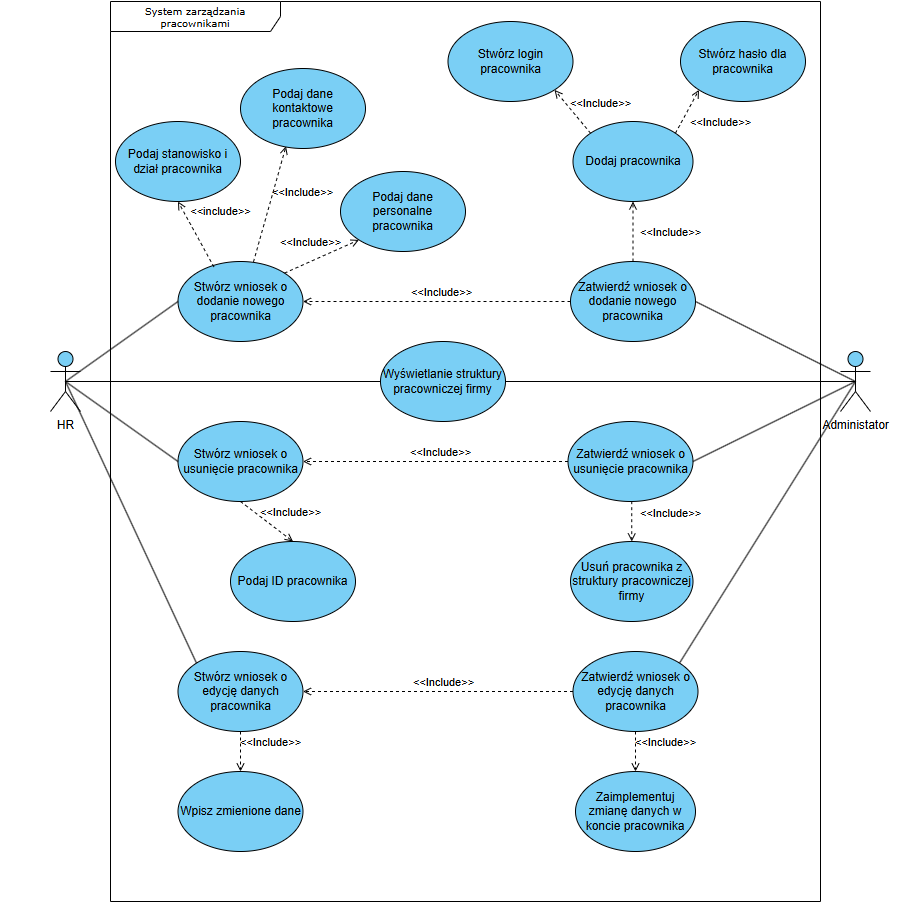 System zarządzania
pracownikami
Stwórz login
pracownika
Stwórz hasło dla
pracownika
Podaj dane
kontaktowe
pracownika
<<Include>>
<<Include>>
Podaj stanowisko i
dział pracownika
Dodaj pracownika
<<Include>>
<<include>>
Podaj dane
personalne
pracownika
<<Include>>
<<Include>>
Stwórz wniosek o
dodanie nowego
pracownika
<<Include>>
Zatwierdź wniosek o
dodanie nowego
pracownika
Wyświetlanie struktury
pracowniczej firmy
HR
Administator
Stwórz wniosek o
usunięcie pracownika
<<Include>>
Zatwierdź wniosek o
usunięcie pracownika
<<Include>>
<<Include>>
Podaj ID pracownika
Usuń pracownika z
struktury pracowniczej
firmy
Stwórz wniosek o
edycję danych
pracownika
<<Include>>
Zatwierdź wniosek o
edycję danych
pracownika
<<Include>>
<<Include>>
Wpisz zmienione dane
Zaimplementuj
zmianę danych w
koncie pracownika